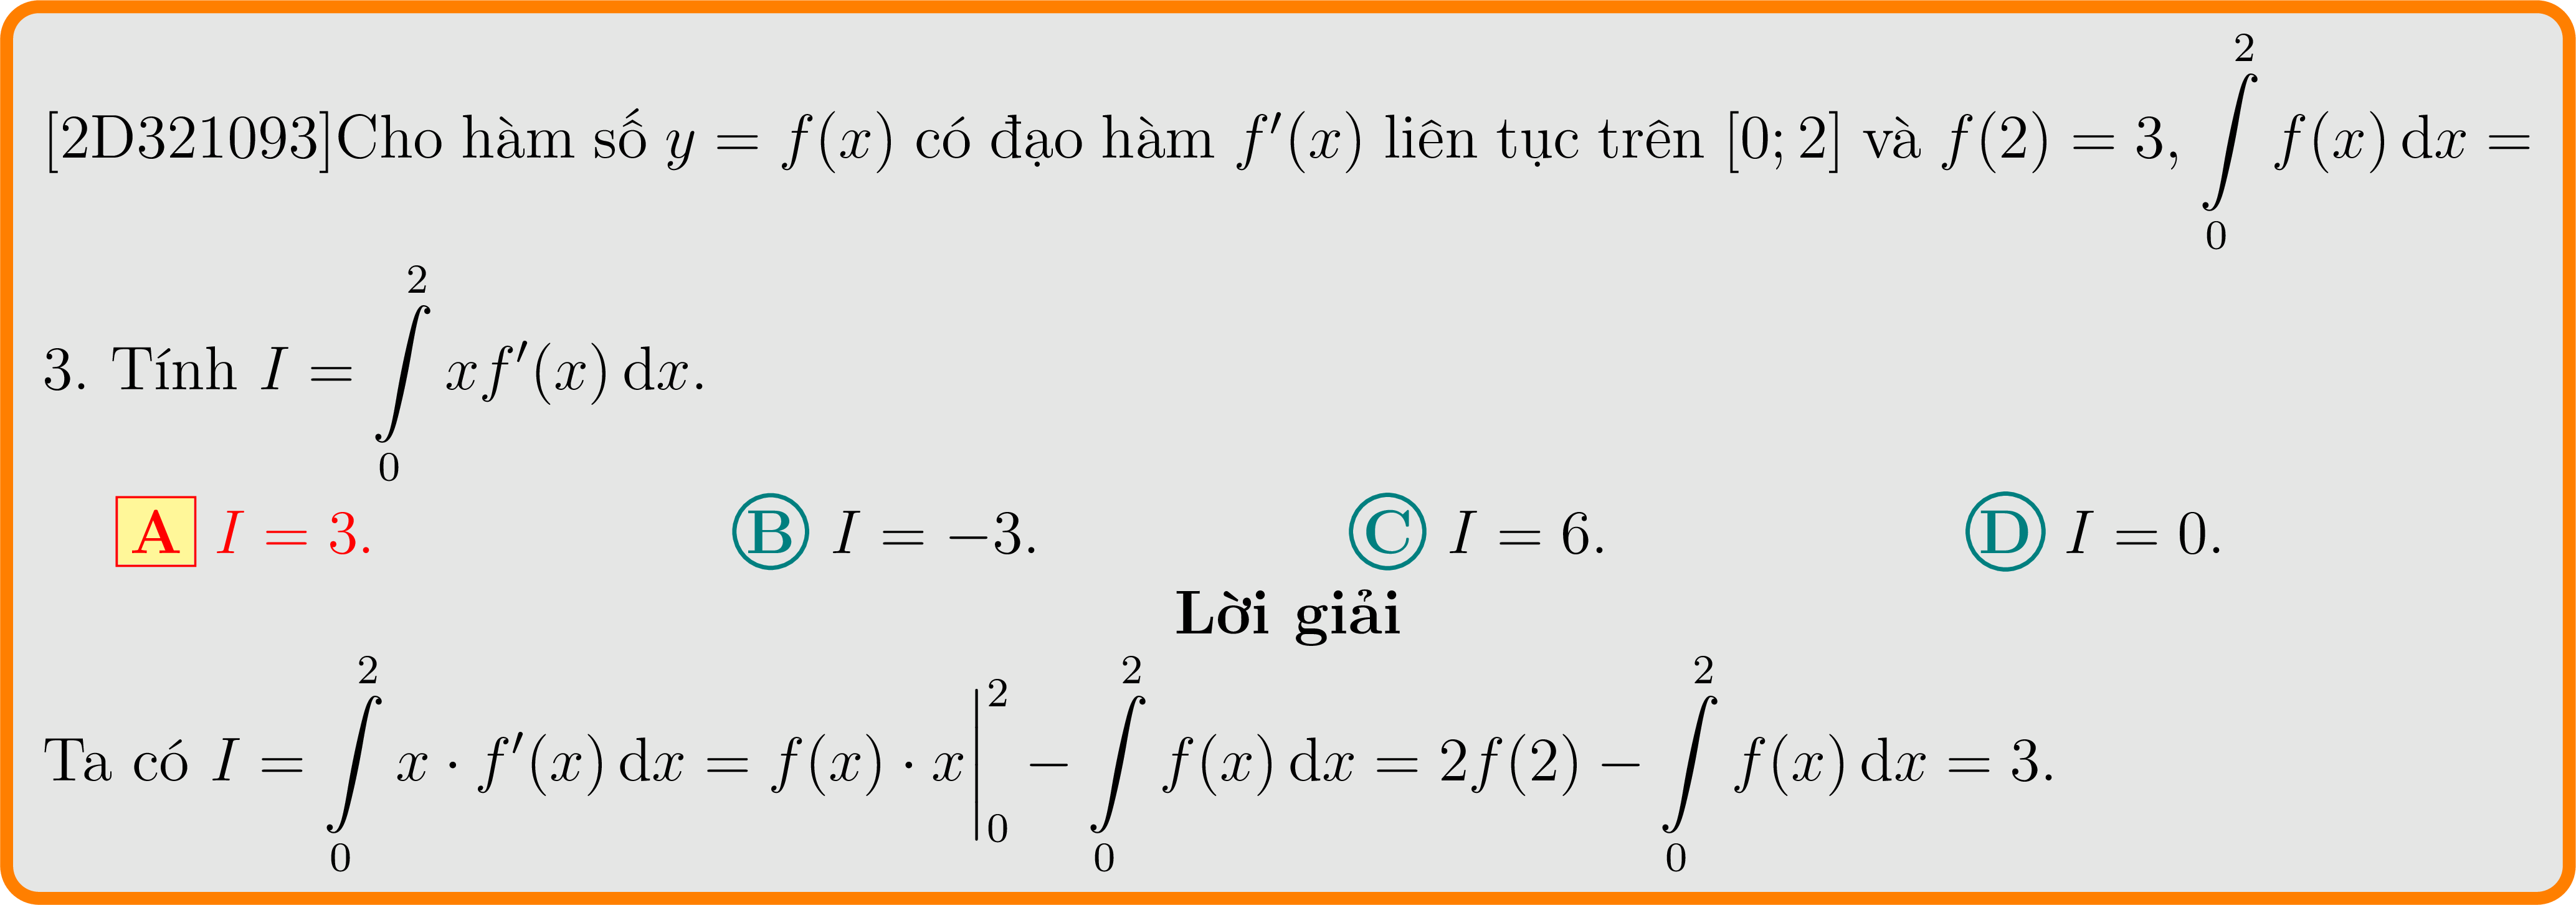 [2D321093]Cho hàm số $y = f(x)$ có đạo hàm $f'(x)$ liên tục trên $[0; 2]$ và $f(2) = 3$, $\int\limits_0^2 f(x)\,\mathrm{d}x =$
$3$. Tính $I = \int\limits_0^2 xf'(x)\,\mathrm{d}x$.
A $I = 3$. B $I = -3$. C $I = 6$. D $I = 0$.
Lời giải
Ta có $I = \int\limits_0^2 x \cdot f'(x)\,\mathrm{d}x = f(x) \cdot x\Big|_0^2 - \int\limits_0^2 f(x)\,\mathrm{d}x = 2f(2) - \int\limits_0^2 f(x)\,\mathrm{d}x = 3$.